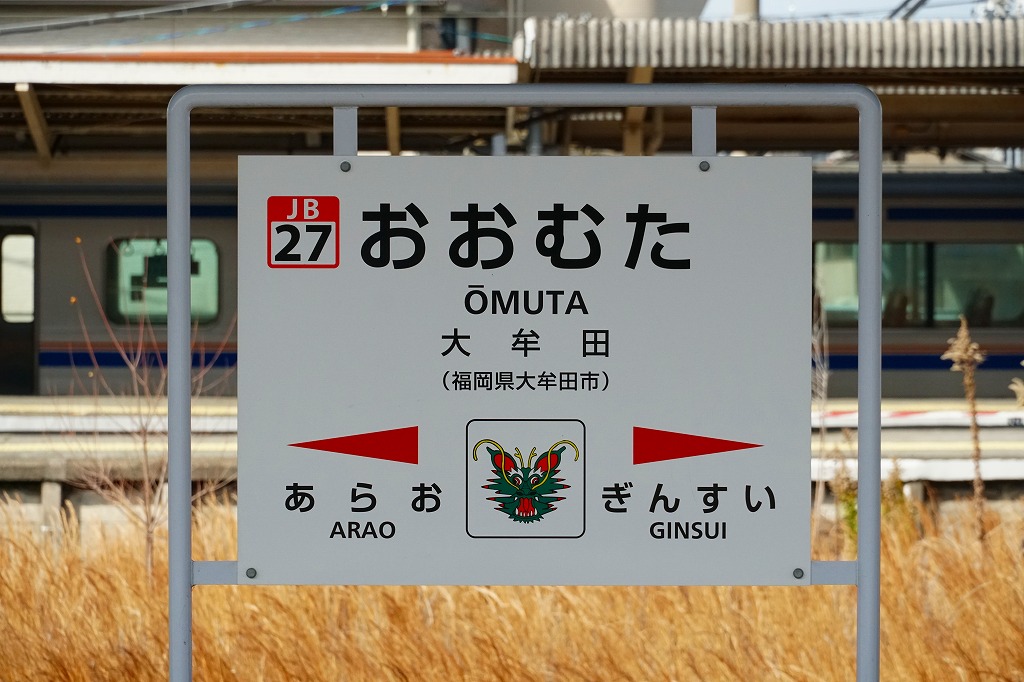 JB
27
おおむた
ŌMUTA
大牟田
（福岡県大牟田市）
あらお
ARAO
ぎんすい
GINSUI